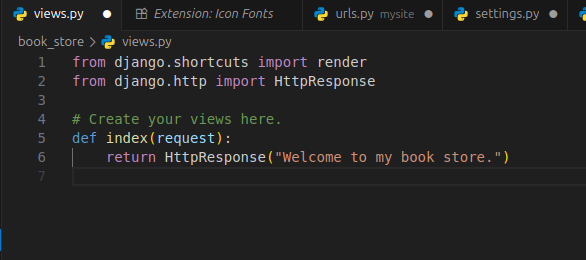 views.py Extension: Icon Fonts urls.py mysite settings.py
book_store > views.py
1 from django.shortcuts import render
2 from django.http import HttpResponse
3
4 # Create your views here.
5 def index(request):
6     return HttpResponse("Welcome to my book store.")
7